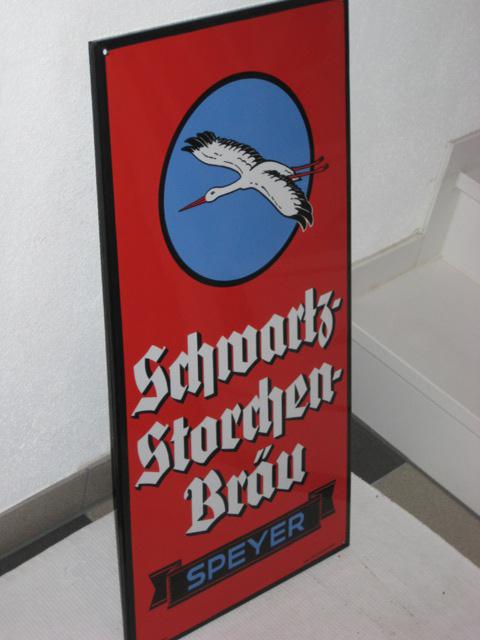 Schwartz-
Storchen-
Bräu
SPEYER